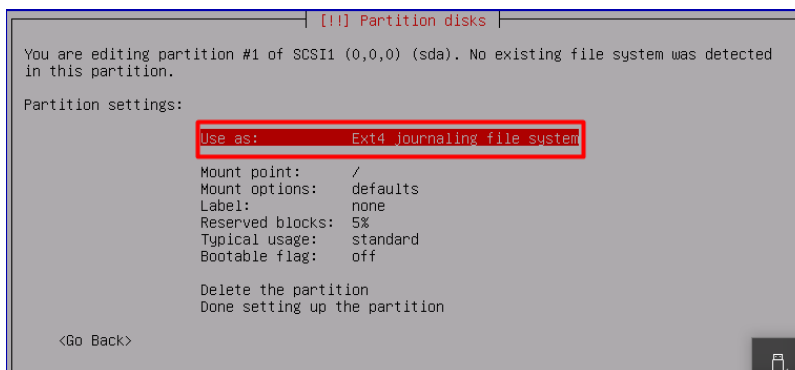 [!!] Partition disks
You are editing partition #1 of SCSI1 (0,0,0) (sda). No existing file system was detected
in this partition.
Partition settings:
Use as: Ext4 journaling file system
Mount point: /
Mount options: defaults
Label: none
Reserved blocks: 5%
Typical usage: standard
Bootable flag: off
Delete the partition
Done setting up the partition
<Go Back>